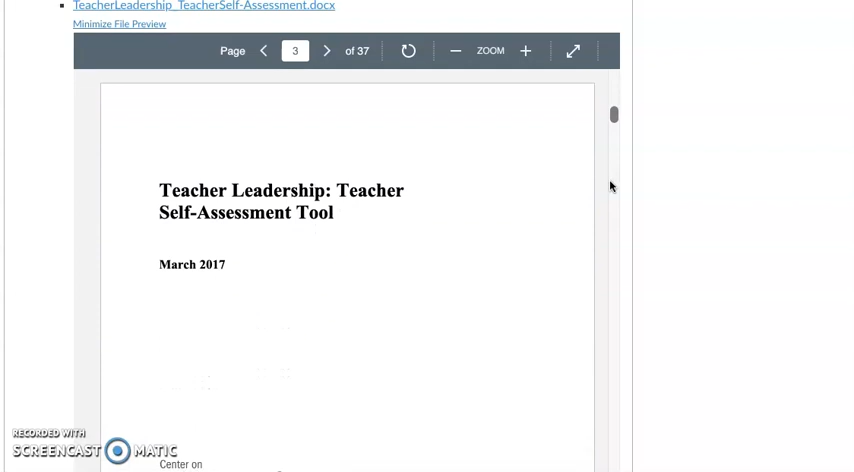 TeacherLeadership_TeacherSelf-Assessment.docx
Minimize File Preview
Page 3 of 37 ZOOM
Teacher Leadership: Teacher
Self-Assessment Tool
March 2017
RECORDED WITH
SCREENCAST MATIC
Center on